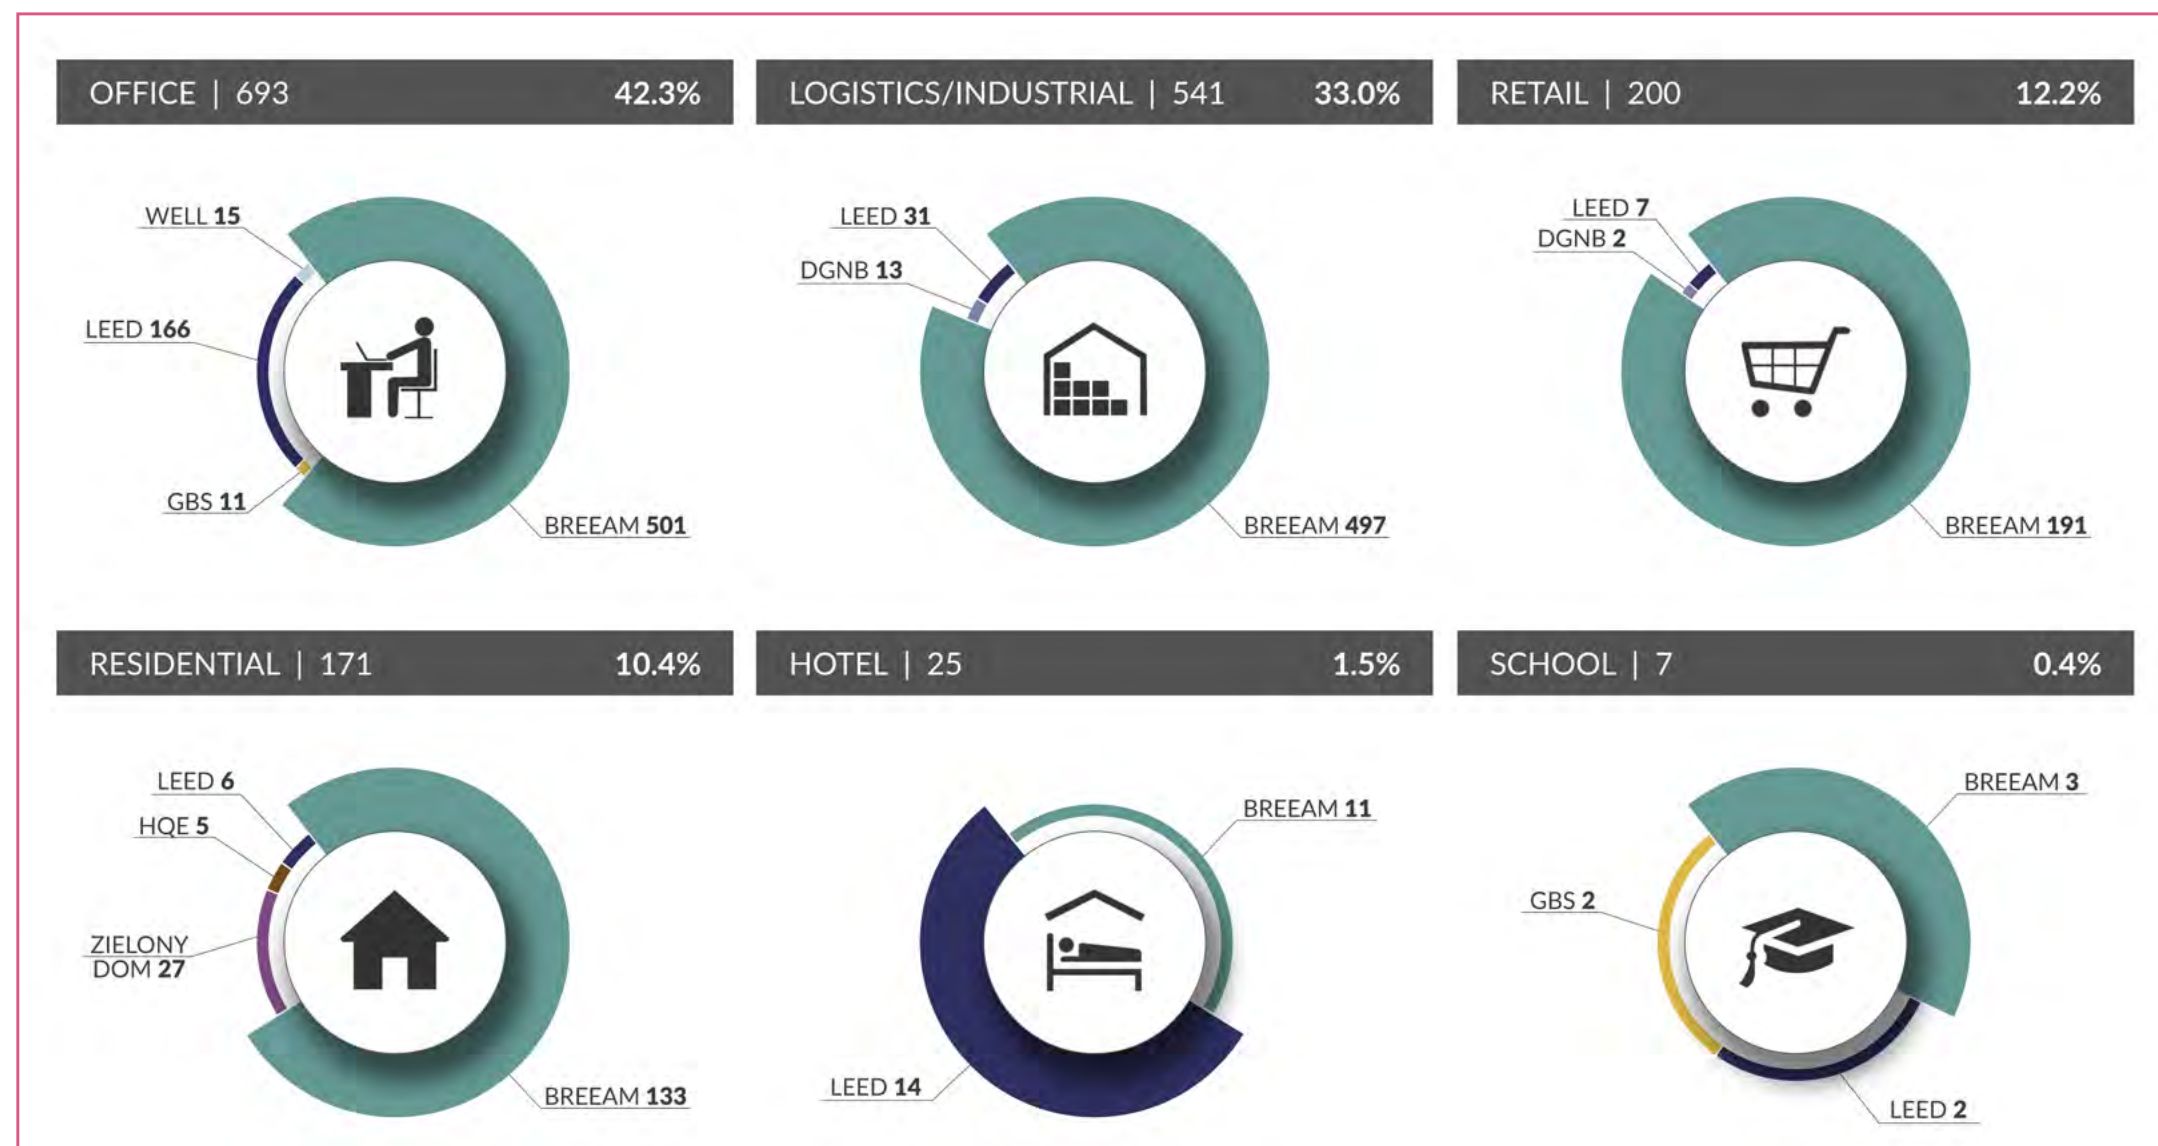 OFFICE | 693 42.3%
LOGISTICS/INDUSTRIAL | 541 33.0%
RETAIL | 200 12.2%
WELL 15
LEED 166
GBS 11
BREEAM 501
LEED 31
DGNB 13
BREEAM 497
LEED 7
DGNB 2
BREEAM 191
RESIDENTIAL | 171 10.4%
HOTEL | 25 1.5%
SCHOOL | 7 0.4%
LEED 6
HQE 5
ZIELONY
DOM 27
BREEAM 133
BREEAM 11
LEED 14
BREEAM 3
GBS 2
LEED 2